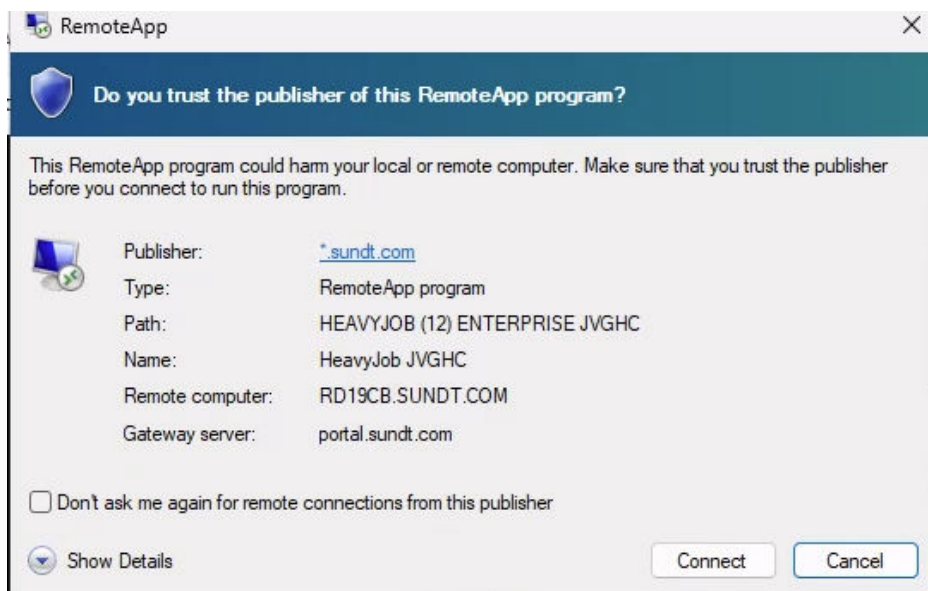 RemoteApp
Do you trust the publisher of this RemoteApp program?
This RemoteApp program could harm your local or remote computer. Make sure that you trust the publisher
before you connect to run this program.
Publisher: *.sundt.com
Type: RemoteApp program
Path: HEAVYJOB (12) ENTERPRISE JVGHC
Name: HeavyJob JVGHC
Remote computer: RD19CB.SUNDT.COM
Gateway server: portal.sundt.com
Don't ask me again for remote connections from this publisher
Show Details Connect Cancel